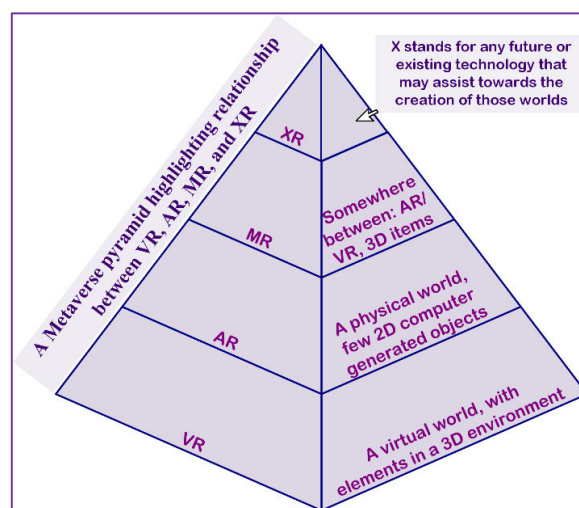 A Metaverse pyramid highlighting relationship
between VR, AR, MR, and XR
X stands for any future or
existing technology that
may assist towards the
creation of those worlds
XR
MR
Somewhere
between: AR/
VR, 3D items
AR
A physical world,
few 2D computer
generated objects
VR
A virtual world, with
elements in a 3D environment